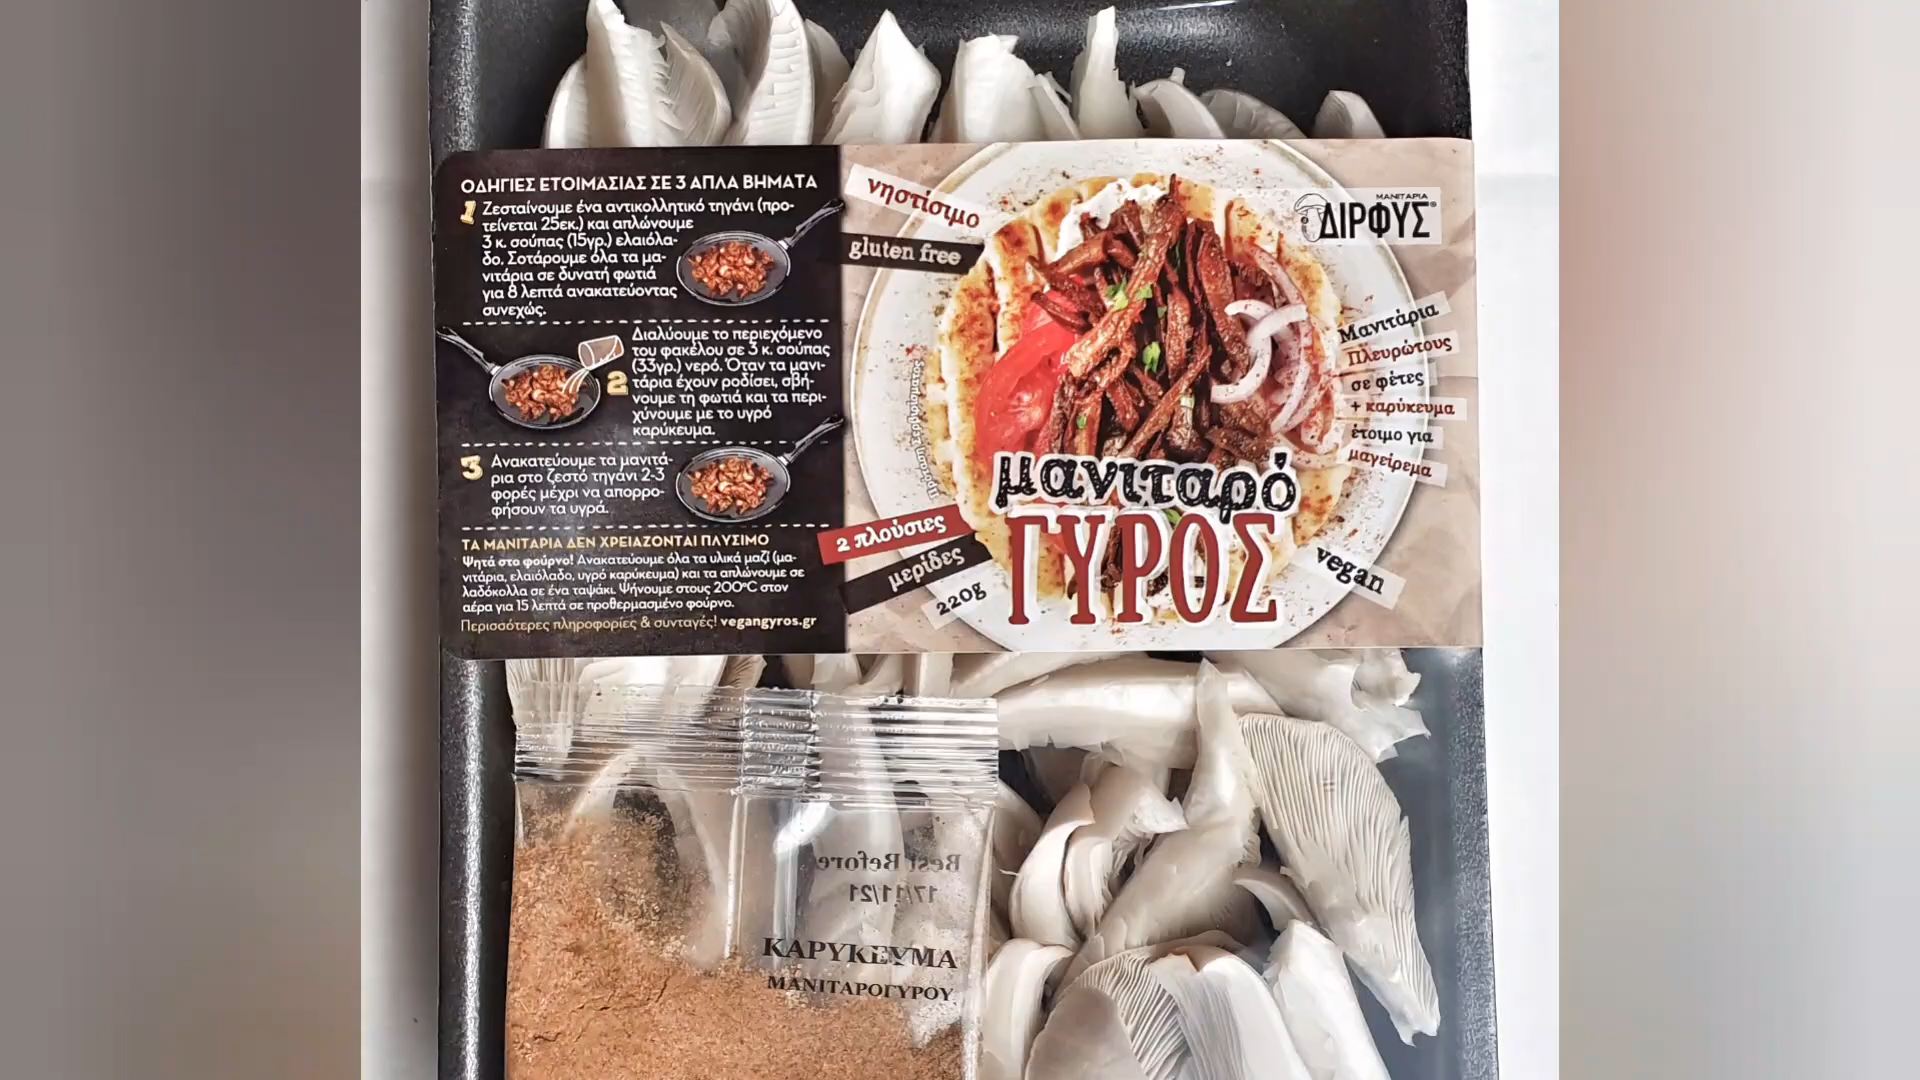 ΟΔΗΓΙΕΣ ΕΤΟΙΜΑΣΙΑΣ ΣΕ 3 ΑΠΛΑ ΒΗΜΑΤΑ
1 Ζεσταίνουμε ένα αντικολλητικό τηγάνι (προ-
τείνεται 25εκ.) και απλώνουμε
3 κ. σούπας (15γρ.) ελαιόλα-
δο. Σοτάρουμε όλα τα μα-
νιτάρια σε δυνατή φωτιά
για 8 λεπτά ανακατεύοντας
συνεχώς.
Διαλύουμε το περιεχόμενο
του φακέλου σε 3 κ. σούπας
(33γρ.) νερό. Όταν τα μανι-
2 τάρια έχουν ροδίσει, σβή-
νουμε τη φωτιά και τα περι-
χύνουμε με το υγρό
καρύκευμα.
3 Ανακατεύουμε τα μανιτά-
ρια στο ζεστό τηγάνι 2-3
φορές μέχρι να απορρο-
φήσουν τα υγρά.
ΤΑ ΜΑΝΙΤΑΡΙΑ ΔΕΝ ΧΡΕΙΑΖΟΝΤΑΙ ΠΛΥΣΙΜΟ
Ψητά στο φούρνο! Ανακατεύουμε όλα τα υλικά μαζί (μα-
νιτάρια, ελαιόλαδο, υγρό καρύκευμα) και τα απλώνουμε σε
λαδόκολλα σε ένα ταψάκι. Ψήνουμε στους 200°C στον
αέρα για 15 λεπτά σε προθερμασμένο φούρνο.
Περισσότερες πληροφορίες & συνταγές! vegangyros.gr
νηστίσιμο
gluten free
ΜΑΝΙΤΑΡΙΑ
ΔΙΡΦΥΣ®
Μανιτάρια
Πλευρώτους
σε φέτες
+ καρύκευμα
έτοιμο για
μαγείρεμα
Πρόταση Σερβιρίσματος
μανιταρό
ΓΥΡΟΣ
2 πλούσιες
μερίδες
220g
vegan
Best Before
17/11/21
ΚΑΡΥΚΕΥΜΑ
ΜΑΝΙΤΑΡΟΓΥΡΟΥ